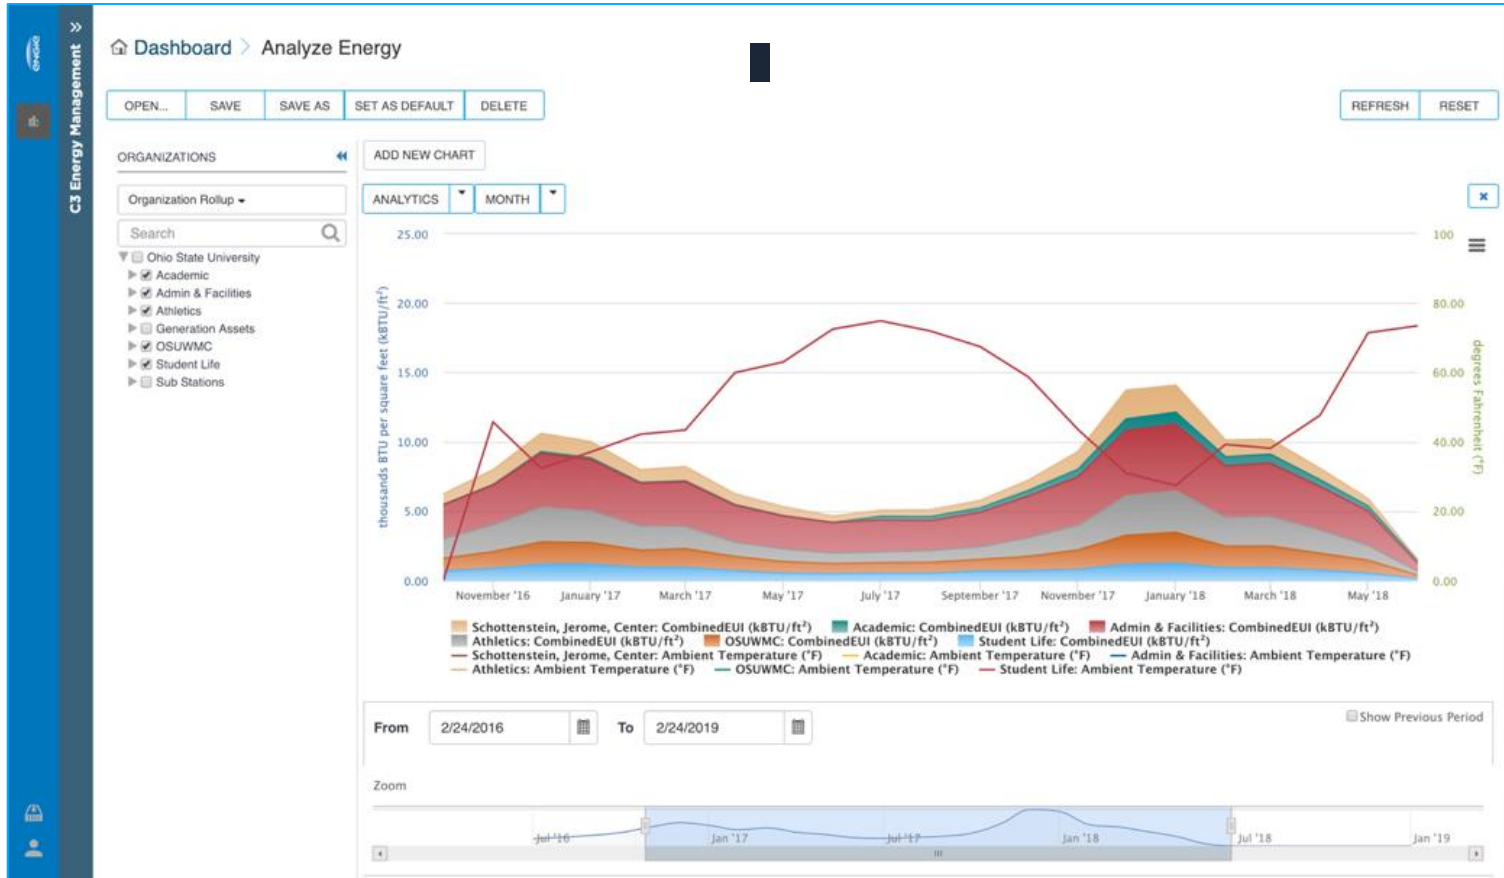 ENGIE
C3 Energy Management
Dashboard > Analyze Energy
OPEN... SAVE SAVE AS SET AS DEFAULT DELETE REFRESH RESET
ORGANIZATIONS
Organization Rollup
Search
Ohio State University
Academic
Admin & Facilities
Athletics
Generation Assets
OSUWMC
Student Life
Sub Stations
ADD NEW CHART
ANALYTICS MONTH
25.00
20.00
15.00
10.00
5.00
0.00
thousands BTU per square feet (kBTU/ft²)
100
80.00
60.00
40.00
20.00
0.00
degrees Fahrenheit (°F)
November '16 January '17 March '17 May '17 July '17 September '17 November '17 January '18 March '18 May '18
Schottenstein, Jerome, Center: CombinedEUI (kBTU/ft²) Academic: CombinedEUI (kBTU/ft²) Admin & Facilities: CombinedEUI (kBTU/ft²)
Athletics: CombinedEUI (kBTU/ft²) OSUWMC: CombinedEUI (kBTU/ft²) Student Life: CombinedEUI (kBTU/ft²)
Schottenstein, Jerome, Center: Ambient Temperature (°F) Academic: Ambient Temperature (°F) Admin & Facilities: Ambient Temperature (°F)
Athletics: Ambient Temperature (°F) OSUWMC: Ambient Temperature (°F) Student Life: Ambient Temperature (°F)
From 2/24/2016 To 2/24/2019 Show Previous Period
Zoom
Jul '16 Jan '17 Jul '17 Jan '18 Jul '18 Jan '19